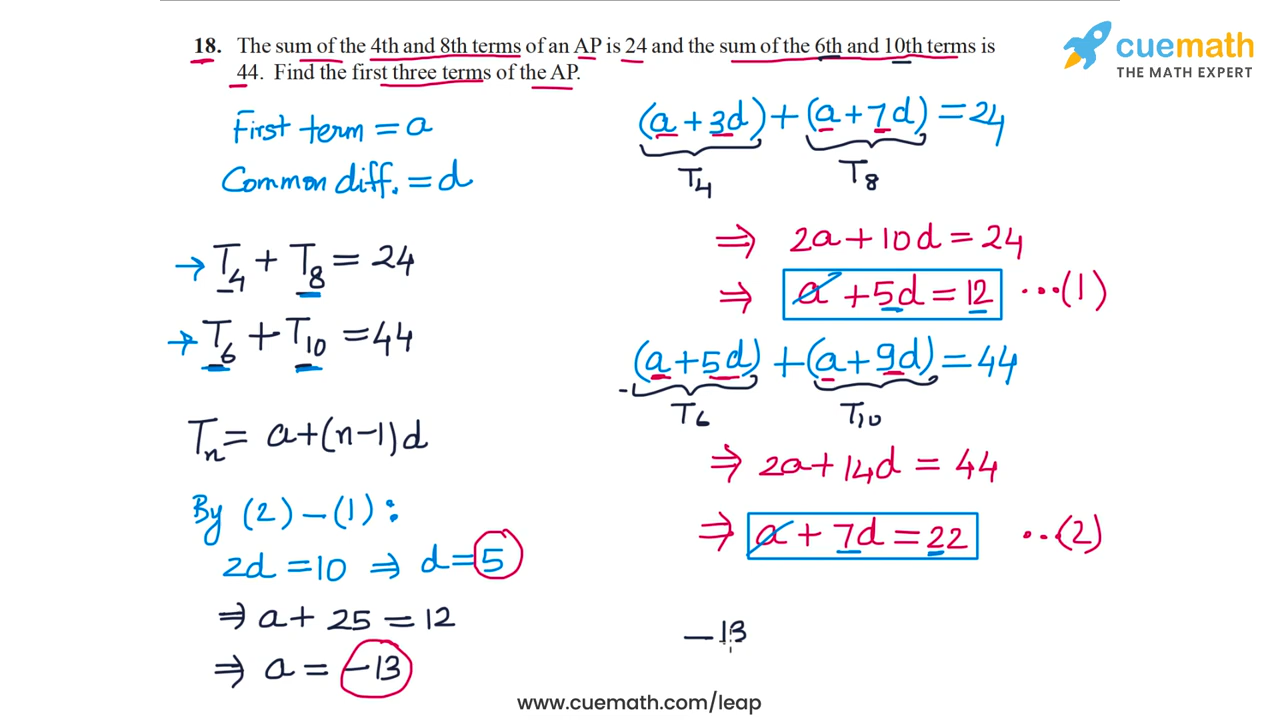 18. The sum of the 4th and 8th terms of an AP is 24 and the sum of the 6th and 10th terms is
44. Find the first three terms of the AP.
cuemath
THE MATH EXPERT
First term = a
Common diff. = d
→ T₄ + T₈ = 24
→ T₆ + T₁₀ = 44
Tₙ = a+(n-1)d
By (2) - (1) :
2d = 10 ⇒ d = 5
⇒ a + 25 = 12
⇒ a = -13
(a + 3d) + (a + 7d) = 24
T₄ T₈
⇒ 2a + 10d = 24
⇒ a + 5d = 12 ...(1)
(a + 5d) + (a + 9d) = 44
T₆ T₁₀
⇒ 2a + 14d = 44
⇒ a + 7d = 22 ..(2)
-13
www.cuemath.com/leap